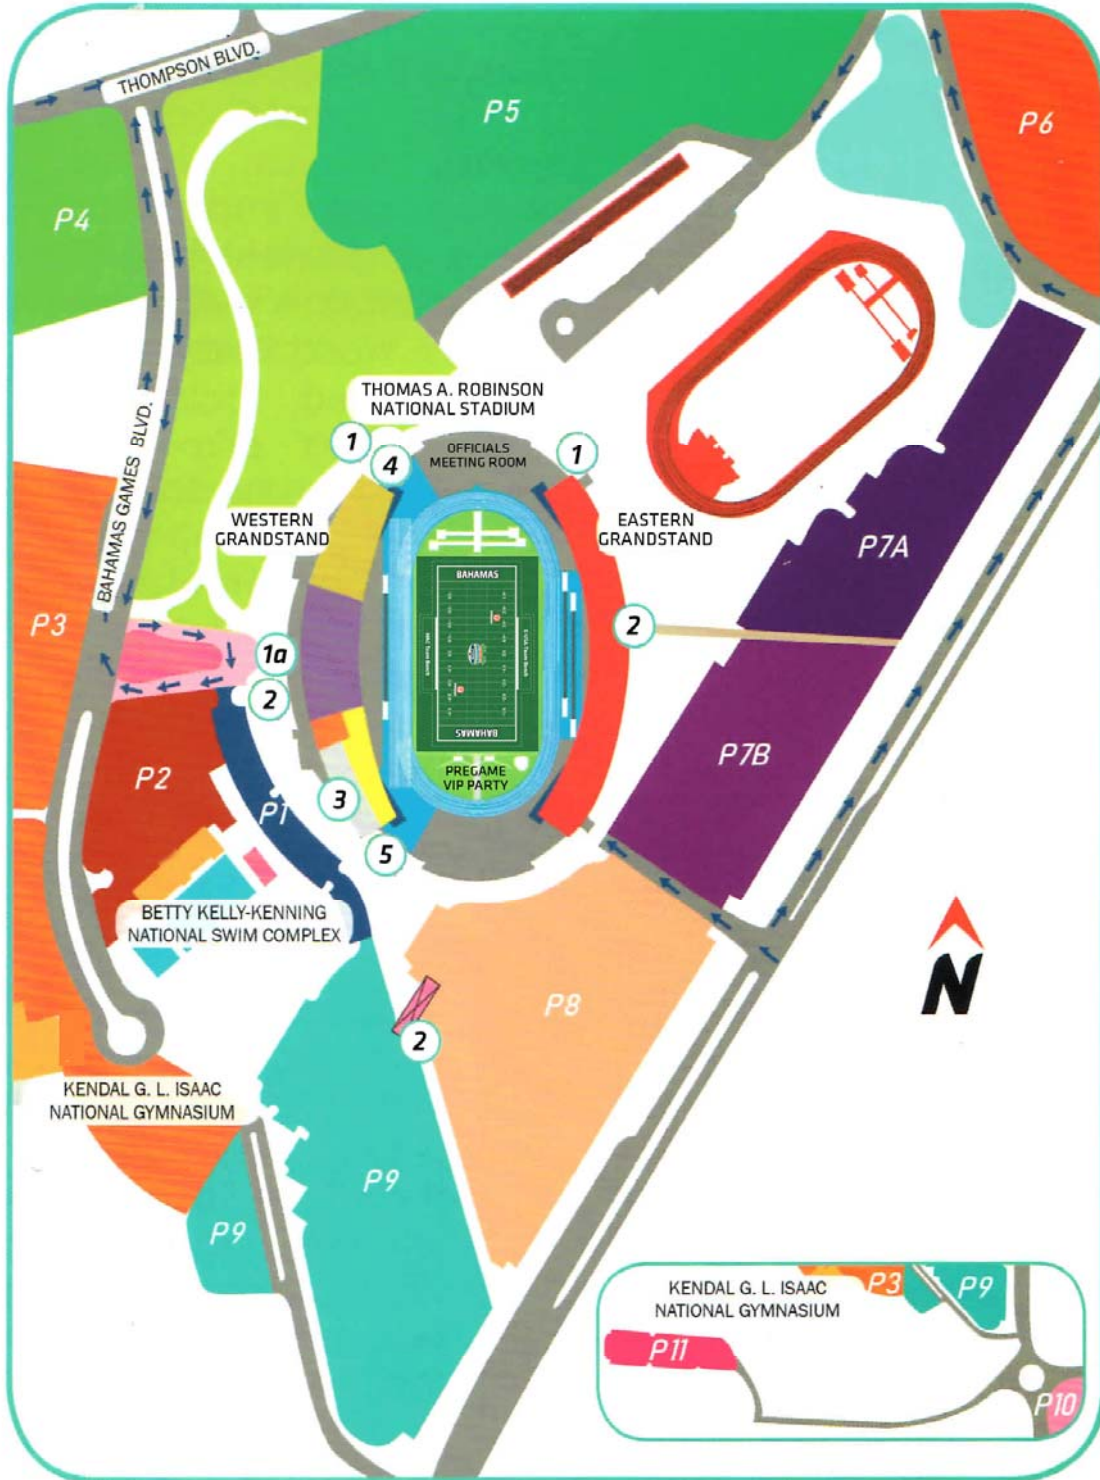 THOMPSON BLVD.
P5
P6
P4
THOMAS A. ROBINSON
NATIONAL STADIUM
BAHAMAS GAMES BLVD.
1
4
OFFICIALS
MEETING ROOM
1
WESTERN
GRANDSTAND
EASTERN
GRANDSTAND
P7A
BAHAMAS
P3
1a
2
2
BAHAMAS
P7B
P2
P1
PREGAME
VIP PARTY
3
5
BETTY KELLY-KENNING
NATIONAL SWIM COMPLEX
N
P8
2
KENDAL G. L. ISAAC
NATIONAL GYMNASIUM
P9
P9
KENDAL G. L. ISAAC
NATIONAL GYMNASIUM
P3
P9
P11
P10